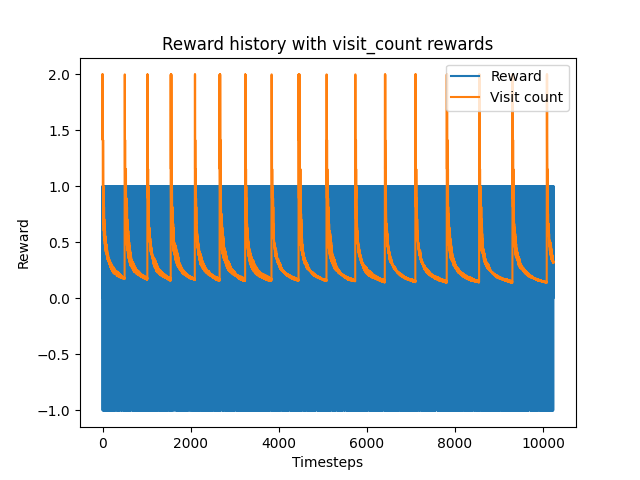 Reward history with visit_count rewards
Reward
Visit count
2.0
1.5
1.0
0.5
0.0
−0.5
−1.0
Reward
0 2000 4000 6000 8000 10000
Timesteps